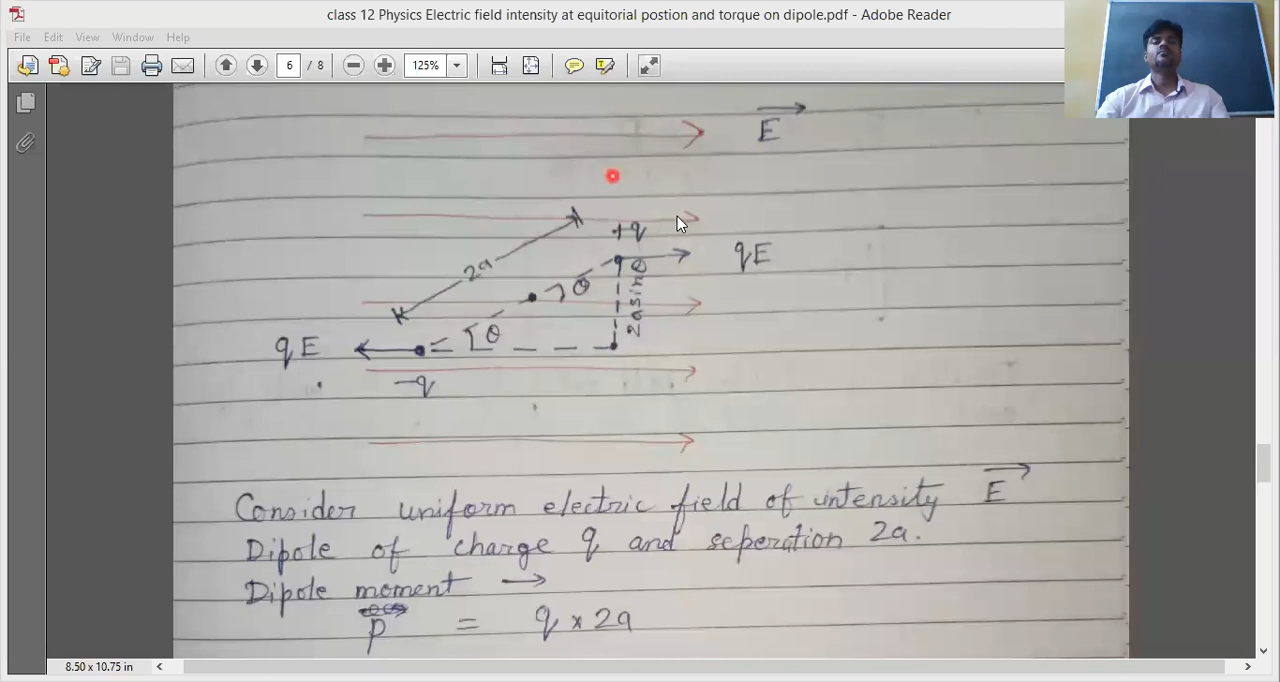 class 12 Physics Electric field intensity at equitorial postion and torque on dipole.pdf - Adobe Reader
File Edit View Window Help
6 / 8 125%
E
+q
2a
qE
θ
2asinθ
θ
qE
-q
Consider uniform electric field of intensity E
Dipole of charge q and seperation 2a.
Dipole moment →
p = q × 2a
8.50 x 10.75 in